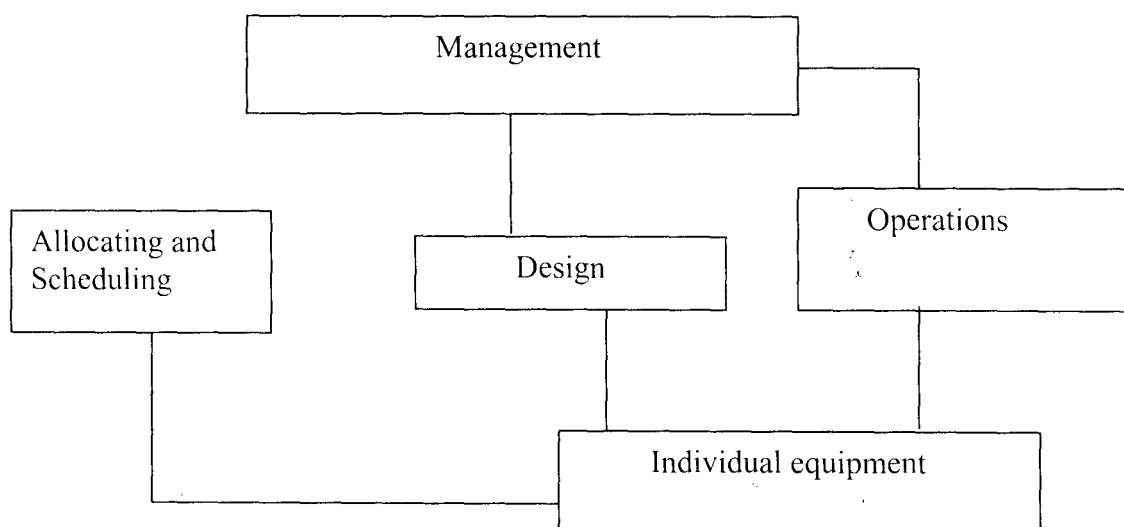 Management
Allocating and
Scheduling
Design
Operations
Individual equipment